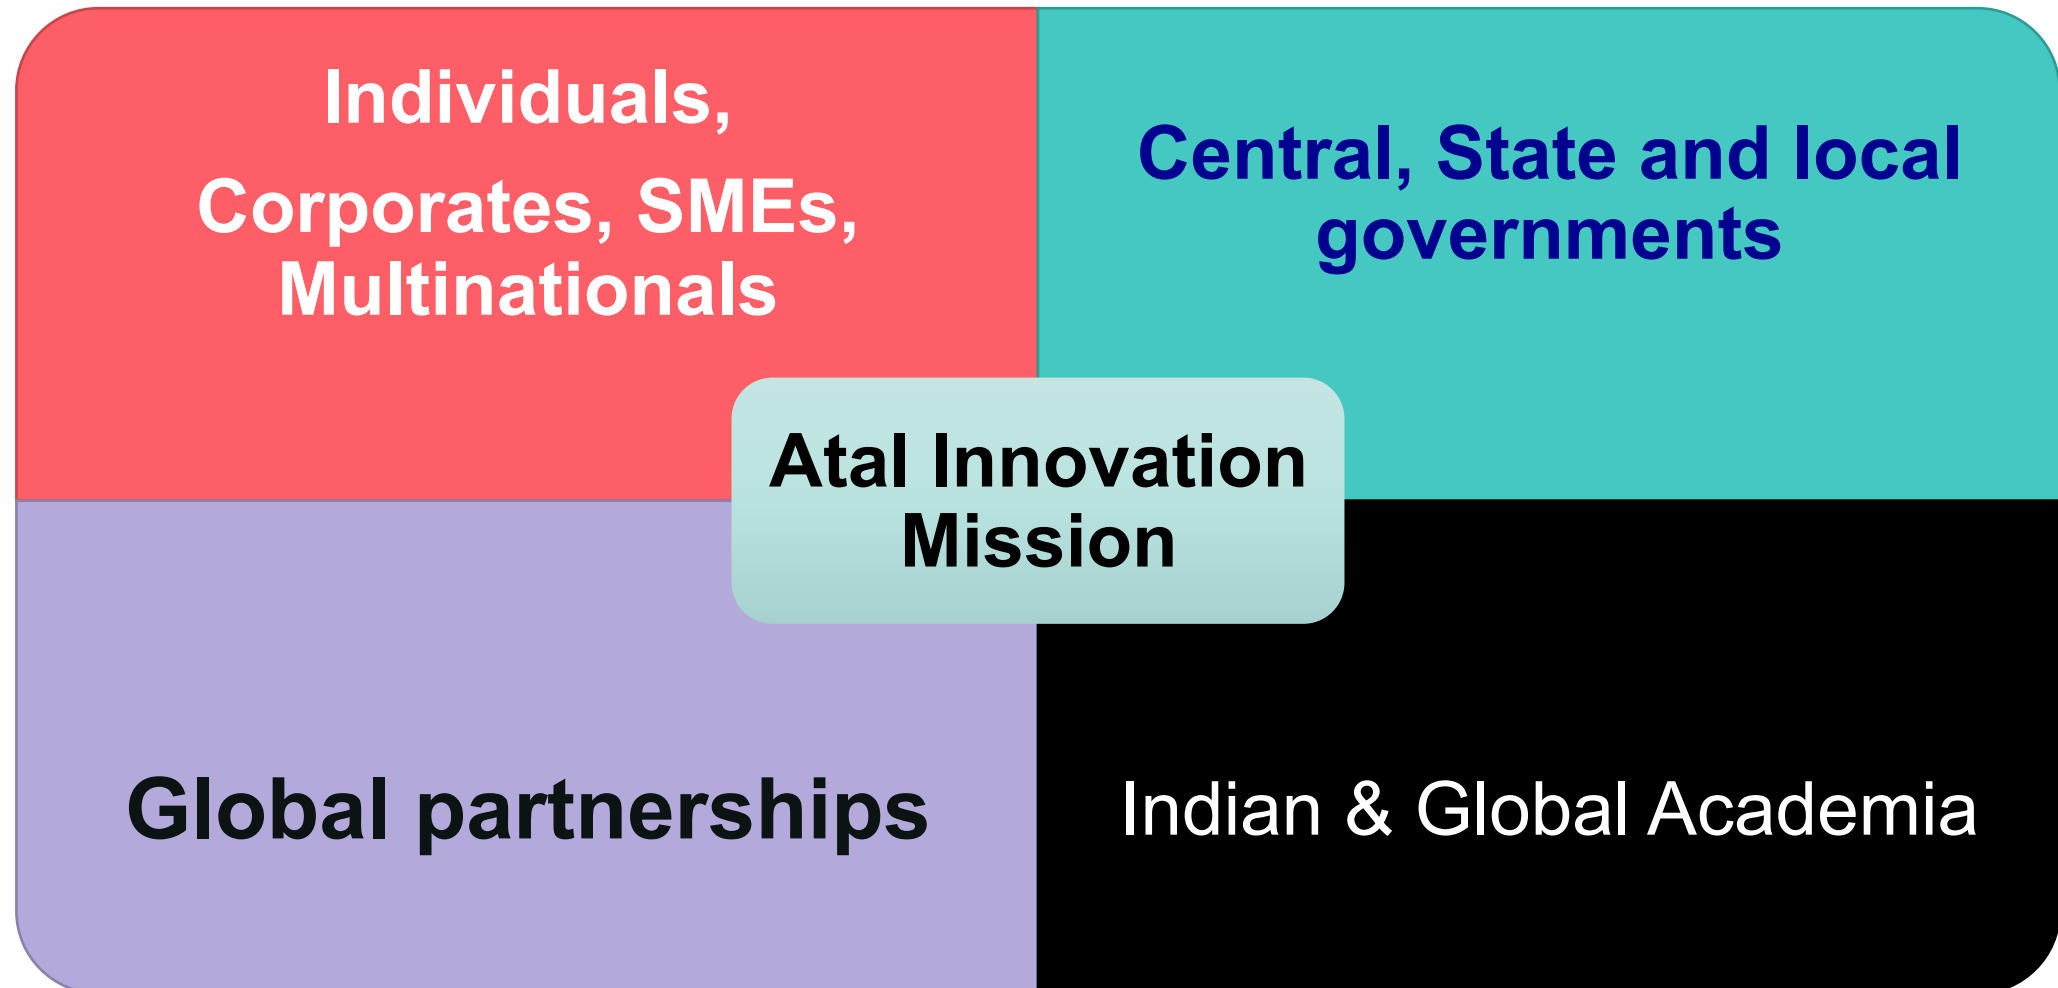 Individuals,
Corporates, SMEs,
Multinationals
Central, State and local
governments
Atal Innovation
Mission
Global partnerships
Indian & Global Academia